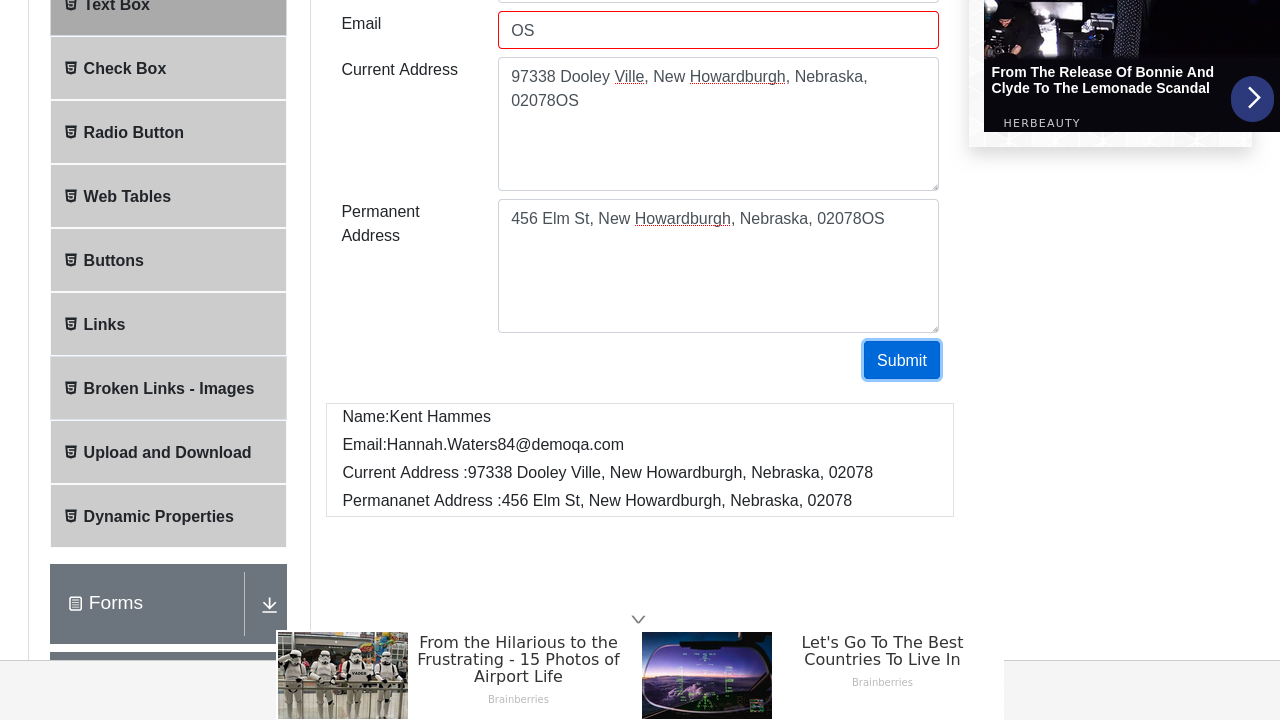 Text Box
Check Box
Radio Button
Web Tables
Buttons
Links
Broken Links - Images
Upload and Download
Dynamic Properties
Forms
Email
OS
Current Address
97338 Dooley Ville, New Howardburgh, Nebraska,
02078OS
Permanent
Address
456 Elm St, New Howardburgh, Nebraska, 02078OS
Submit
Name:Kent Hammes
Email:Hannah.Waters84@demoqa.com
Current Address :97338 Dooley Ville, New Howardburgh, Nebraska, 02078
Permananet Address :456 Elm St, New Howardburgh, Nebraska, 02078
From The Release Of Bonnie And
Clyde To The Lemonade Scandal
HERBEAUTY
From the Hilarious to the
Frustrating - 15 Photos of
Airport Life
Brainberries
Let's Go To The Best
Countries To Live In
Brainberries